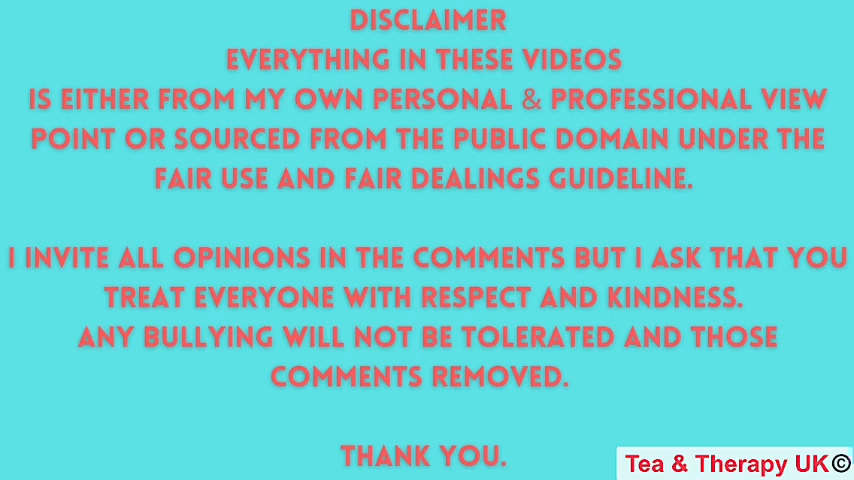 DISCLAIMER
EVERYTHING IN THESE VIDEOS
IS EITHER FROM MY OWN PERSONAL & PROFESSIONAL VIEW
POINT OR SOURCED FROM THE PUBLIC DOMAIN UNDER THE
FAIR USE AND FAIR DEALINGS GUIDELINE.
I INVITE ALL OPINIONS IN THE COMMENTS BUT I ASK THAT YOU
TREAT EVERYONE WITH RESPECT AND KINDNESS.
ANY BULLYING WILL NOT BE TOLERATED AND THOSE
COMMENTS REMOVED.
THANK YOU.
Tea & Therapy UK©